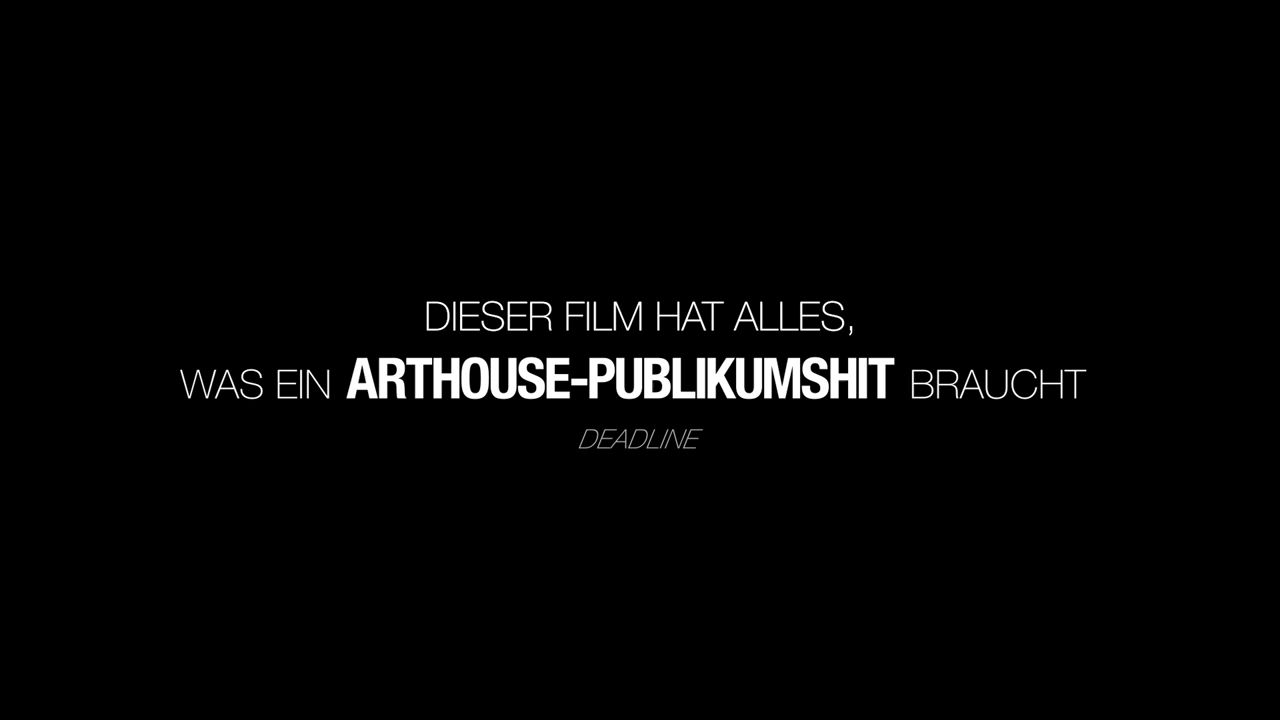 DIESER FILM HAT ALLES,
WAS EIN ARTHOUSE-PUBLIKUMSHIT BRAUCHT
DEADLINE